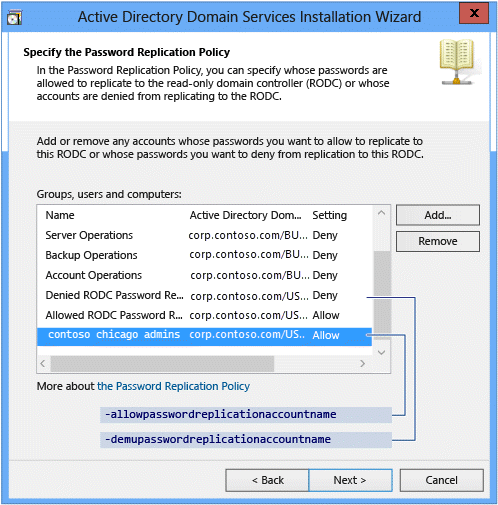 Active Directory Domain Services Installation Wizard
x
Specify the Password Replication Policy
In the Password Replication Policy, you can specify whose passwords are
allowed to replicate to the read-only domain controller (RODC) or whose
accounts are denied from replicating to the RODC.
Add or remove any accounts whose passwords you want to allow to replicate to
this RODC or whose passwords you want to deny from replication to this RODC.
Groups, users and computers:
Name Active Directory Dom... Setting
Server Operations corp.contoso.com/BU... Deny
Backup Operations corp.contoso.com/BU... Deny
Account Operations corp.contoso.com/BU... Deny
Denied RODC Password Re... corp.contoso.com/US... Deny
Allowed RODC Password R... corp.contoso.com/US... Allow
contoso chicago admins corp.contoso.com/US... Allow
Add...
Remove
More about the Password Replication Policy
-allowpasswordreplicationaccountname
-demupasswordreplicationaccountname
< Back Next > Cancel